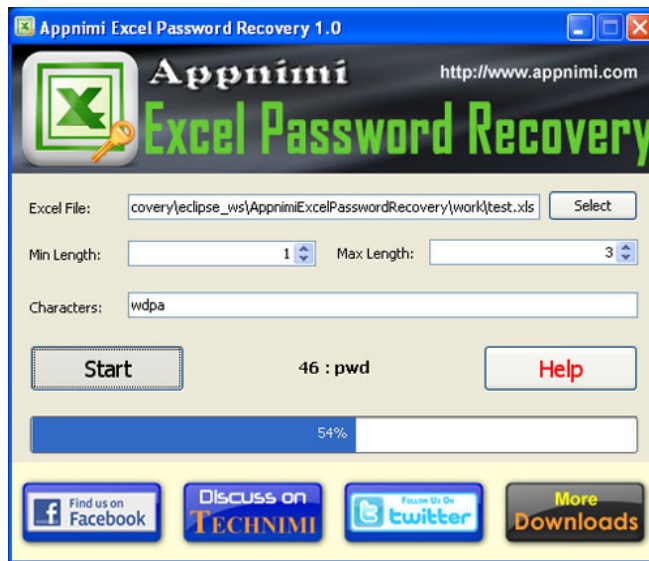 Appnimi Excel Password Recovery 1.0
Appnimi
http://www.appnimi.com
Excel Password Recovery
Excel File:
covery\eclipse_ws\AppnimiExcelPasswordRecovery\work\test.xls
Select
Min Length:
1
Max Length:
3
Characters:
wdpa
Start
46 : pwd
Help
54%
Find us on
Facebook
Discuss on
TECHNIMI
Follow Us On
twitter
More
Downloads